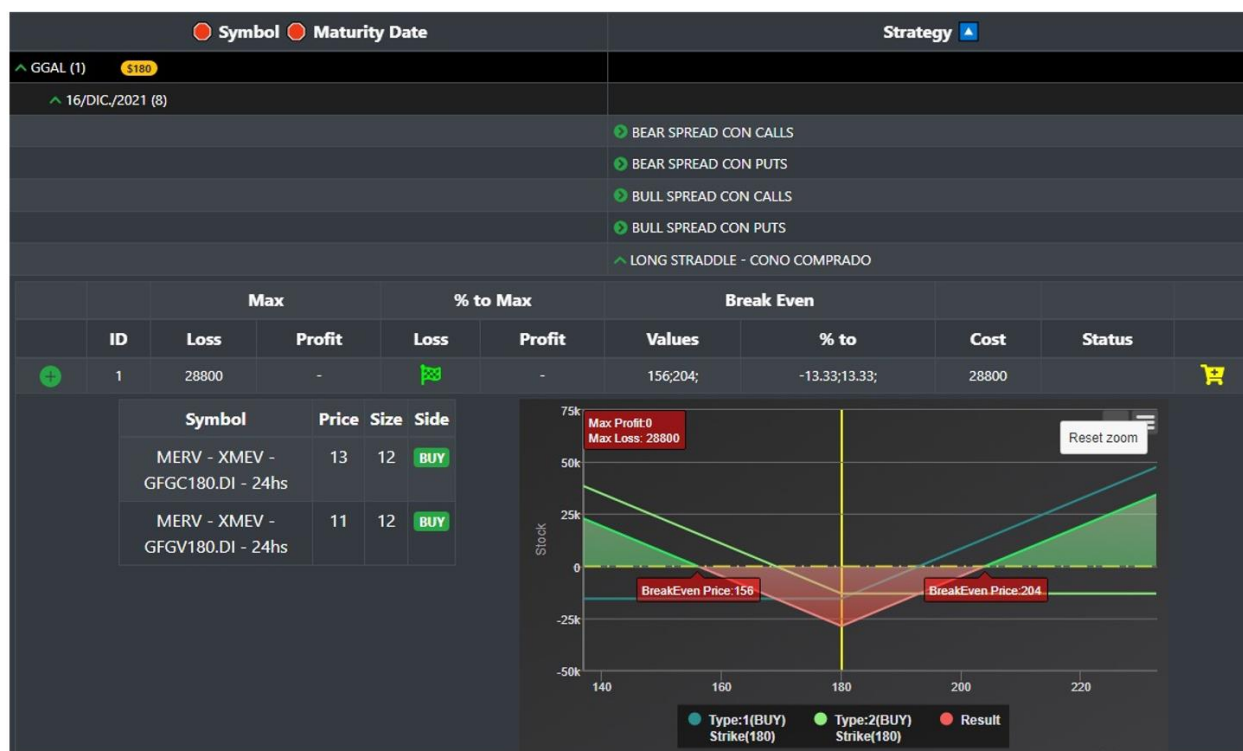 Symbol Maturity Date Strategy
GGAL (1) $180
16/DIC./2021 (8)
BEAR SPREAD CON CALLS
BEAR SPREAD CON PUTS
BULL SPREAD CON CALLS
BULL SPREAD CON PUTS
LONG STRADDLE - CONO COMPRADO
Max % to Max Break Even
ID Loss Profit Loss Profit Values % to Cost Status
1 28800 - - 156;204; -13.33;13.33; 28800
Symbol Price Size Side
MERV - XMEV - GFGC180.DI - 24hs 13 12 BUY
MERV - XMEV - GFGV180.DI - 24hs 11 12 BUY
75k
Max Profit:0
Max Loss: 28800
Reset zoom
50k
25k
Stock
0
BreakEven Price:156 BreakEven Price:204
-25k
-50k
140 160 180 200 220
Type:1(BUY) Strike(180)
Type:2(BUY) Strike(180)
Result